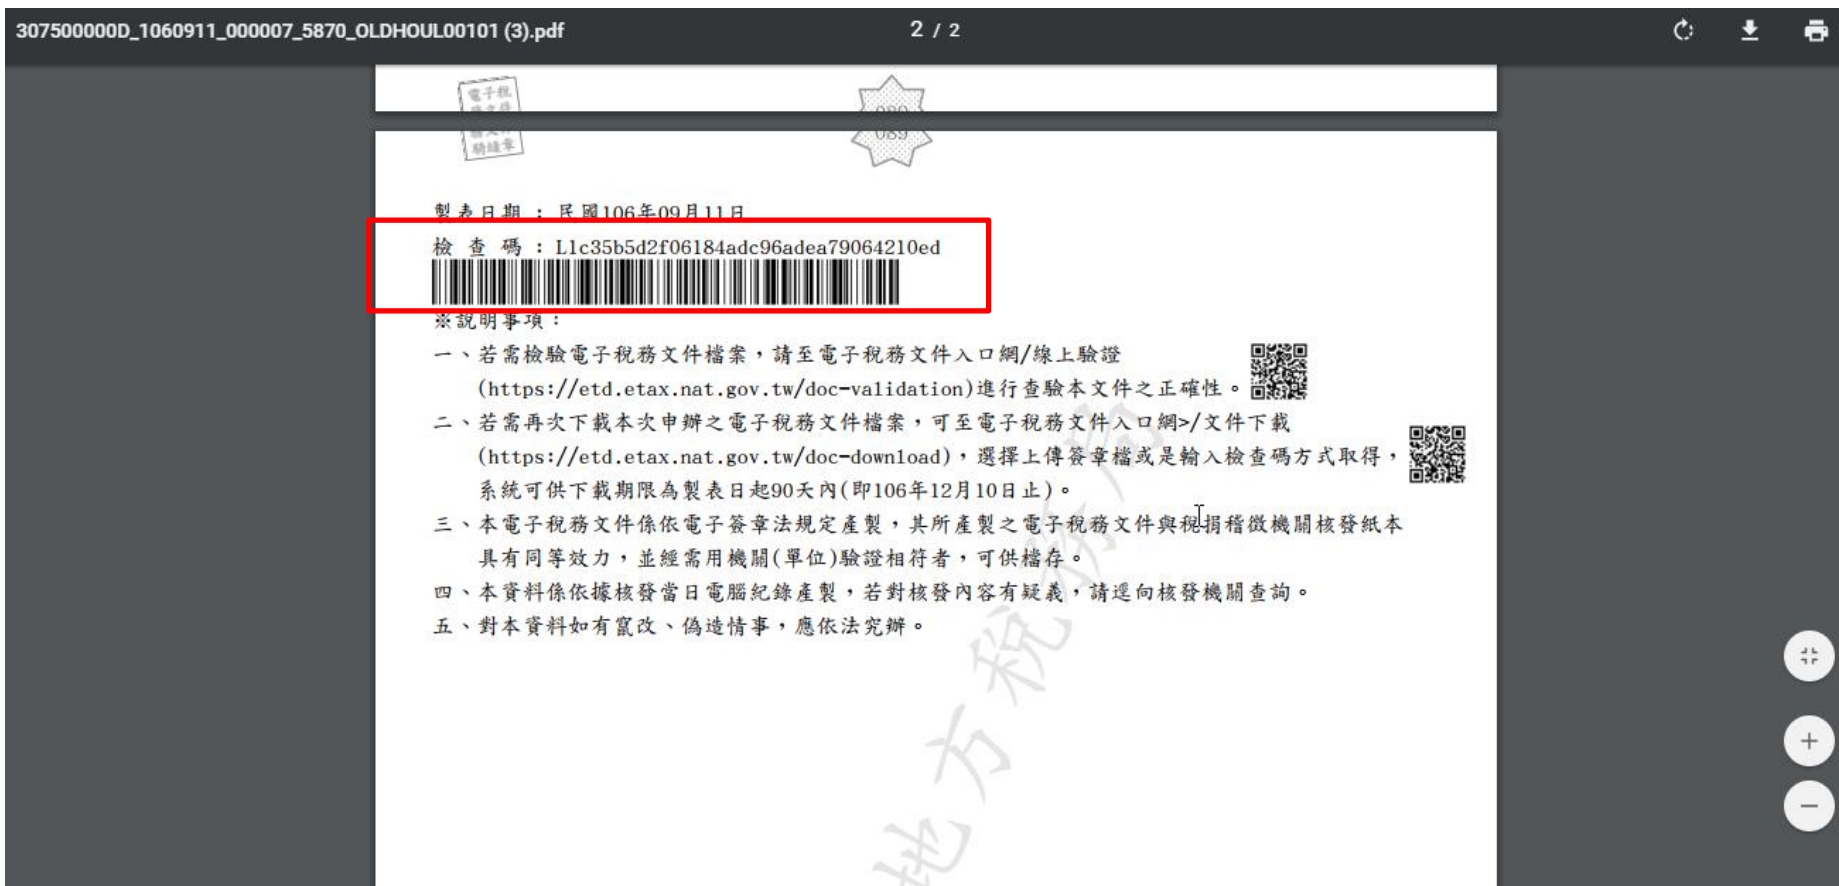 307500000D_1060911_000007_5870_OLDHOUL00101 (3).pdf
2 / 2
電子稅
089
騎縫章
製表日期 : 民國106年09月11日
檢 查 碼 : L1c35b5d2f06184adc96adea79064210ed
※說明事項:
一、若需檢驗電子稅務文件檔案,請至電子稅務文件入口網/線上驗證
(https://etd.etax.nat.gov.tw/doc-validation)進行查驗本文件之正確性。
二、若需再次下載本次申辦之電子稅務文件檔案,可至電子稅務文件入口網>/文件下載
(https://etd.etax.nat.gov.tw/doc-download),選擇上傳簽章檔或是輸入檢查碼方式取得,
系統可供下載期限為製表日起90天內(即106年12月10日止)。
三、本電子稅務文件係依電子簽章法規定產製,其所產製之電子稅務文件與稅捐稽徵機關核發紙本
具有同等效力,並經需用機關(單位)驗證相符者,可供檔存。
四、本資料係依據核發當日電腦紀錄產製,若對核發內容有疑義,請逕向核發機關查詢。
五、對本資料如有竄改、偽造情事,應依法究辦。
地方稅務局